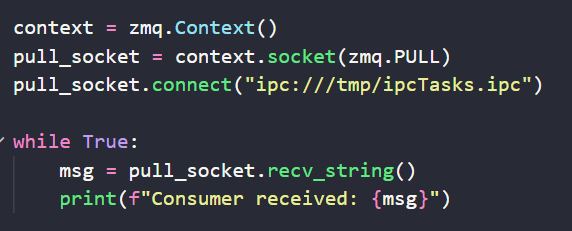 context = zmq.Context()
pull_socket = context.socket(zmq.PULL)
pull_socket.connect("ipc:///tmp/ipcTasks.ipc")
while True:
    msg = pull_socket.recv_string()
    print(f"Consumer received: {msg}")